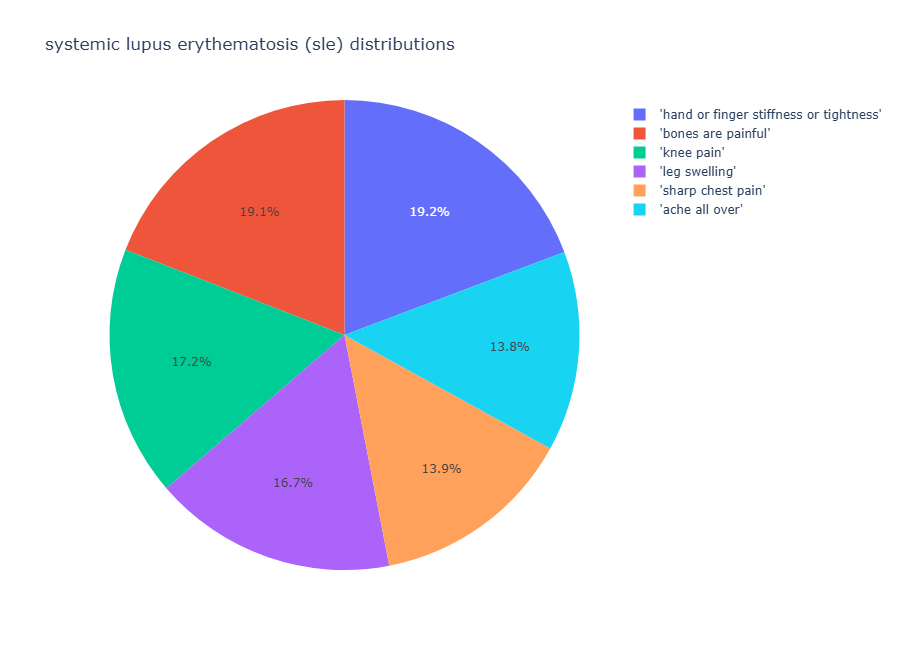 systemic lupus erythematosis (sle) distributions
'hand or finger stiffness or tightness'
'bones are painful'
'knee pain'
'leg swelling'
'sharp chest pain'
'ache all over'
19.1%
19.2%
17.2%
13.8%
16.7%
13.9%